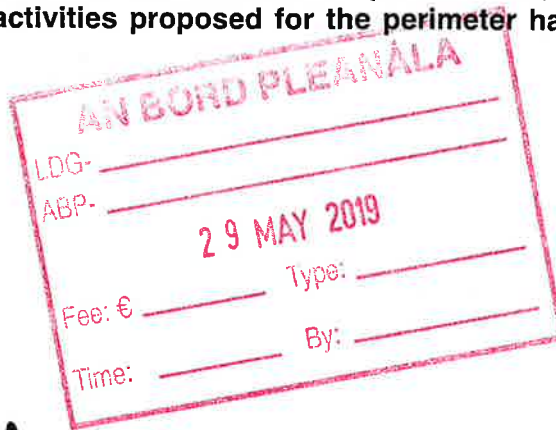 activities proposed for the perimeter ha
AN BORD PLEANÁLA
LDG-
ABP-
29 MAY 2019
Fee: € Type:
Time: By: